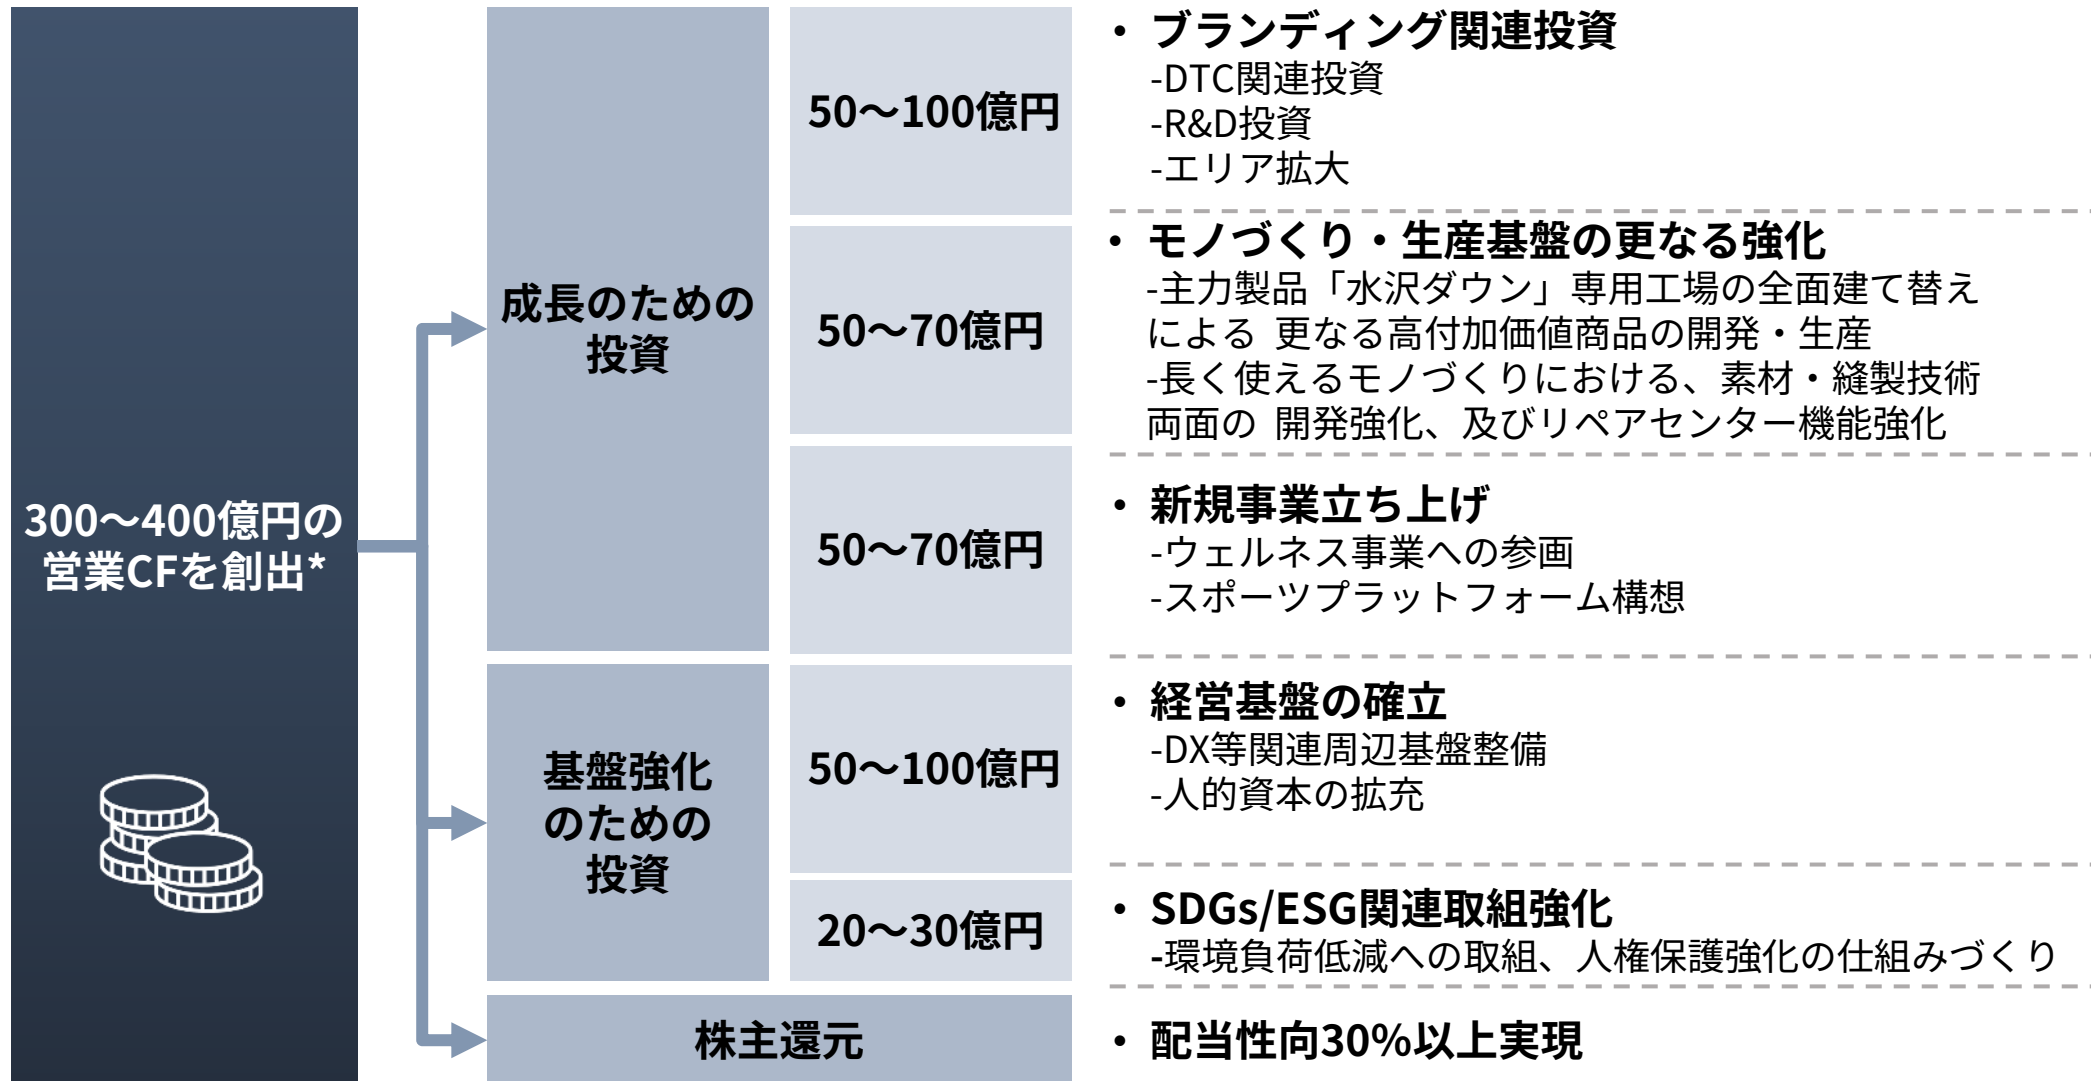 300～400億円の
営業CFを創出*
成長のための
投資
50～100億円
・ブランディング関連投資
-DTC関連投資
-R&D投資
-エリア拡大
50～70億円
・モノづくり・生産基盤の更なる強化
-主力製品「水沢ダウン」専用工場の全面建て替え
による 更なる高付加価値商品の開発・生産
-長く使えるモノづくりにおける、素材・縫製技術
両面の 開発強化、及びリペアセンター機能強化
50～70億円
・新規事業立ち上げ
-ウェルネス事業への参画
-スポーツプラットフォーム構想
基盤強化
のための
投資
50～100億円
・経営基盤の確立
-DX等関連周辺基盤整備
-人的資本の拡充
20～30億円
・SDGs/ESG関連取組強化
-環境負荷低減への取組、人権保護強化の仕組みづくり
株主還元
・配当性向30%以上実現